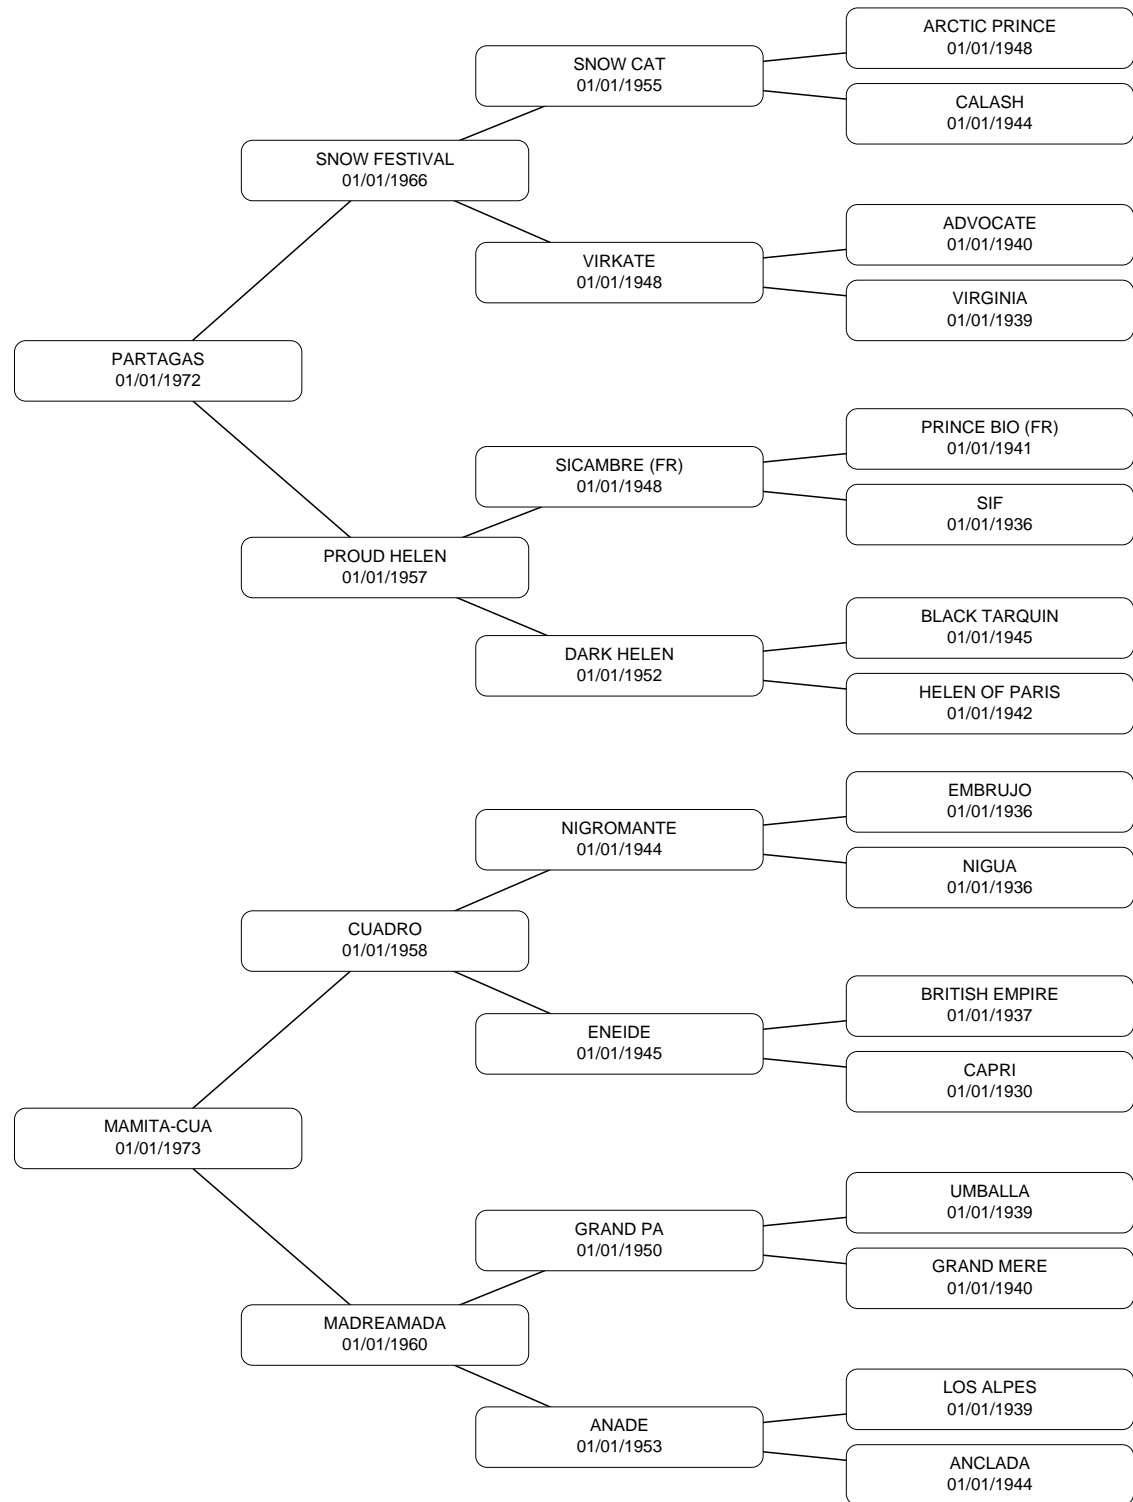 ARCTIC PRINCE
01/01/1948
SNOW CAT
01/01/1955
CALASH
01/01/1944
SNOW FESTIVAL
01/01/1966
ADVOCATE
01/01/1940
VIRKATE
01/01/1948
VIRGINIA
01/01/1939
PARTAGAS
01/01/1972
PRINCE BIO (FR)
01/01/1941
SICAMBRE (FR)
01/01/1948
SIF
01/01/1936
PROUD HELEN
01/01/1957
BLACK TARQUIN
01/01/1945
DARK HELEN
01/01/1952
HELEN OF PARIS
01/01/1942
EMBRUJO
01/01/1936
NIGROMANTE
01/01/1944
NIGUA
01/01/1936
CUADRO
01/01/1958
BRITISH EMPIRE
01/01/1937
ENEIDE
01/01/1945
CAPRI
01/01/1930
MAMITA-CUA
01/01/1973
UMBALLA
01/01/1939
GRAND PA
01/01/1950
GRAND MERE
01/01/1940
MADREAMADA
01/01/1960
LOS ALPES
01/01/1939
ANADE
01/01/1953
ANCLADA
01/01/1944